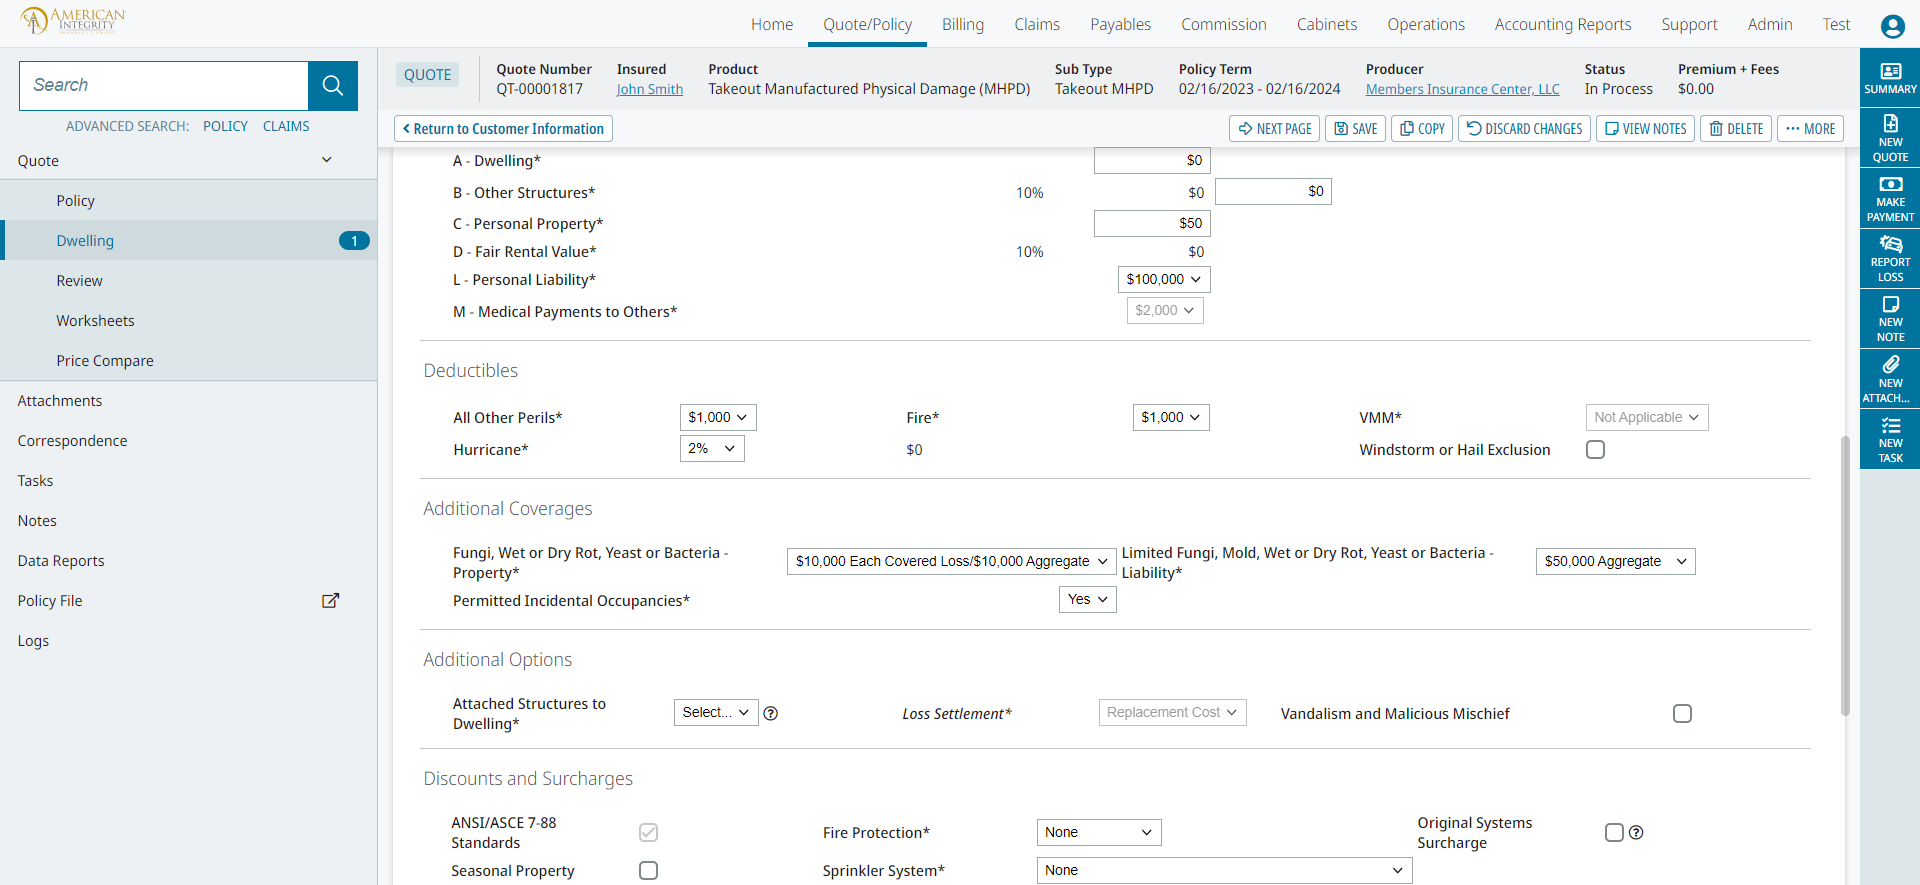 AMERICAN
INTEGRITY
INSURANCE GROUP
Home Quote/Policy Billing Claims Payables Commission Cabinets Operations Accounting Reports Support Admin Test
Search
ADVANCED SEARCH: POLICY CLAIMS
Quote
Policy
Dwelling 1
Review
Worksheets
Price Compare
Attachments
Correspondence
Tasks
Notes
Data Reports
Policy File
Logs
QUOTE
Quote Number Insured Product Sub Type Policy Term Producer Status Premium + Fees
QT-00001817 John Smith Takeout Manufactured Physical Damage (MHPD) Takeout MHPD 02/16/2023 - 02/16/2024 Members Insurance Center, LLC In Process $0.00
Return to Customer Information NEXT PAGE SAVE COPY DISCARD CHANGES VIEW NOTES DELETE MORE
A - Dwelling* $0
B - Other Structures* 10% $0 $0
C - Personal Property* $50
D - Fair Rental Value* 10% $0
L - Personal Liability* $100,000
M - Medical Payments to Others* $2,000
Deductibles
All Other Perils* $1,000 Fire* $1,000 VMM* Not Applicable
Hurricane* 2% $0 Windstorm or Hail Exclusion
Additional Coverages
Fungi, Wet or Dry Rot, Yeast or Bacteria -
Property* $10,000 Each Covered Loss/$10,000 Aggregate
Limited Fungi, Mold, Wet or Dry Rot, Yeast or Bacteria -
Liability* $50,000 Aggregate
Permitted Incidental Occupancies* Yes
Additional Options
Attached Structures to
Dwelling* Select... Loss Settlement* Replacement Cost Vandalism and Malicious Mischief
Discounts and Surcharges
ANSI/ASCE 7-88
Standards
Fire Protection* None
Original Systems
Surcharge
Seasonal Property Sprinkler System* None
SUMMARY
NEW
QUOTE
MAKE
PAYMENT
REPORT
LOSS
NEW
NOTE
NEW
ATTACH...
NEW
TASK